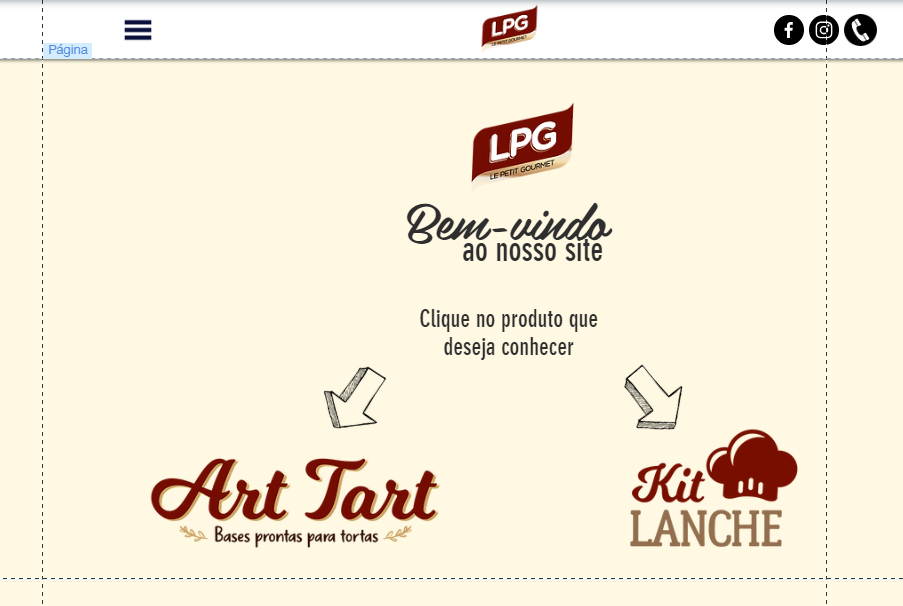 LPG
LE PETIT GOURMET
Página
LPG
LE PETIT GOURMET
Bem-vindo
ao nosso site
Clique no produto que
deseja conhecer
Art Tart
Bases prontas para tortas
Kit
LANCHE